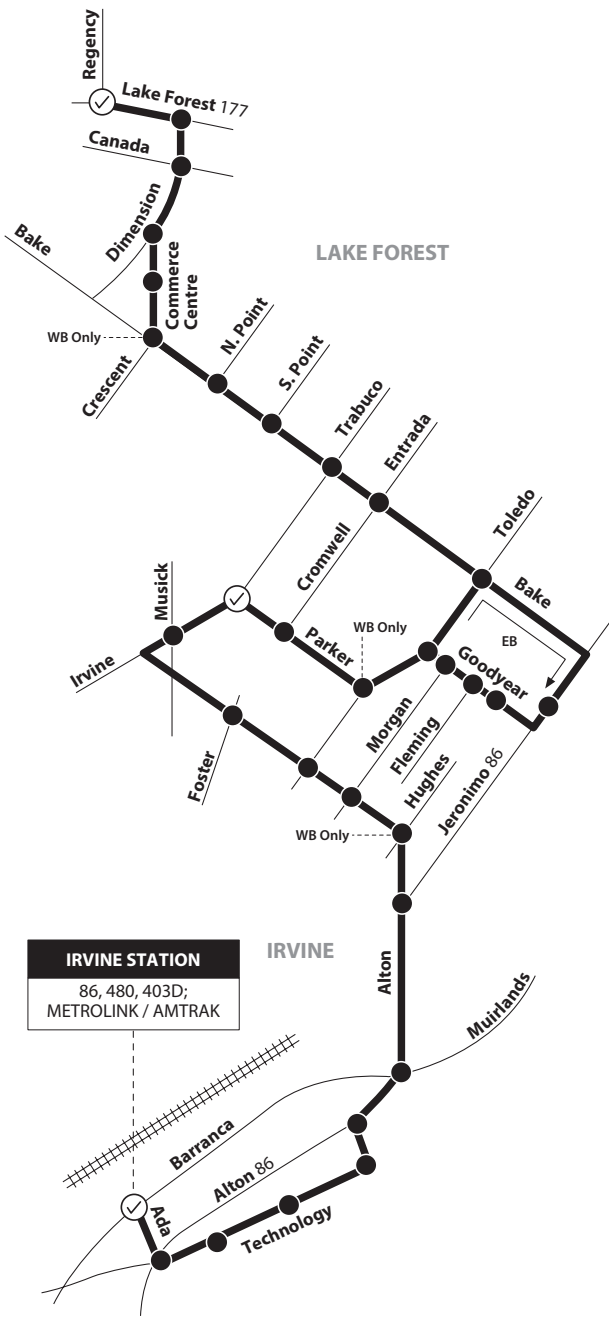 Regency
Lake Forest 177
Canada
Dimension
Bake
Commerce
Centre
LAKE FOREST
WB Only
Crescent
N. Point
S. Point
Trabuco
Entrada
Cromwell
Toledo
Bake
Musick
Parker
WB Only
EB
Goodyear
Irvine
Morgan
Fleming
Foster
Hughes
Jeronimo 86
WB Only
IRVINE STATION
86, 480, 403D;
METROLINK / AMTRAK
IRVINE
Alton
Muirlands
Barranca
Alton 86
Ada
Technology